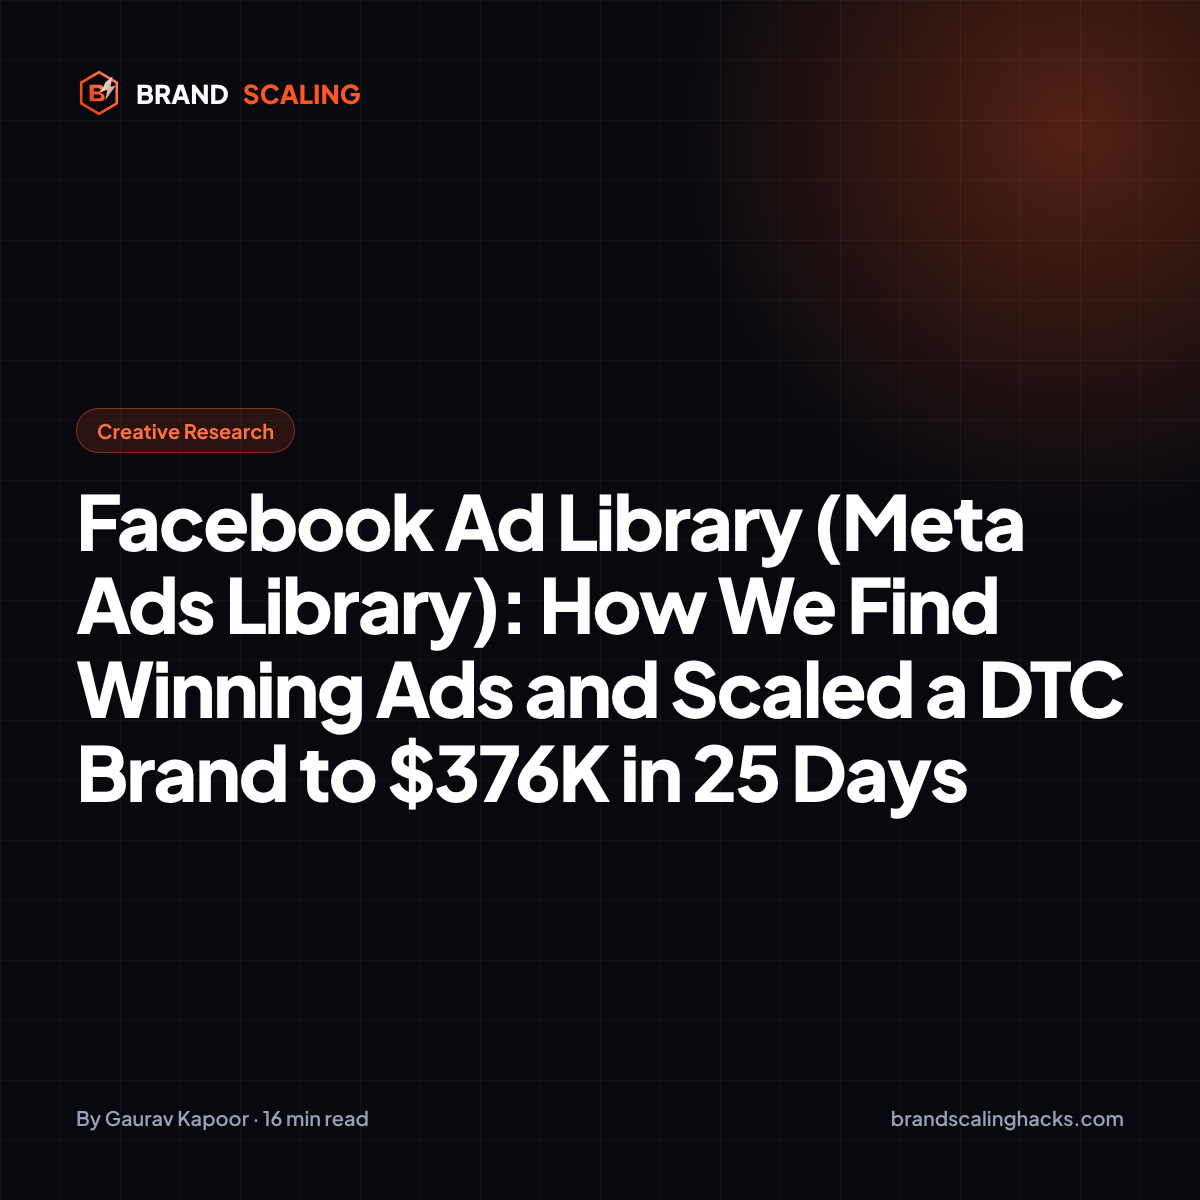 BRAND SCALING
Creative Research
Facebook Ad Library (Meta
Ads Library): How We Find
Winning Ads and Scaled a DTC
Brand to $376K in 25 Days
By Gaurav Kapoor · 16 min read
brandscalinghacks.com